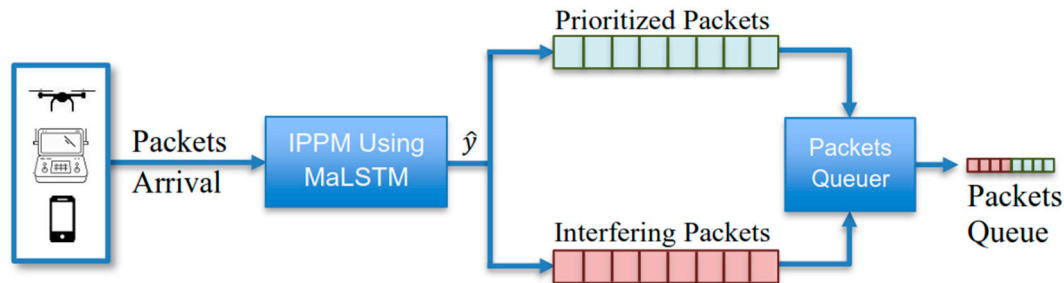 Prioritized Packets
Packets
Arrival
IPPM Using
MaLSTM
ŷ
Packets
Queuer
Packets
Queue
Interfering Packets